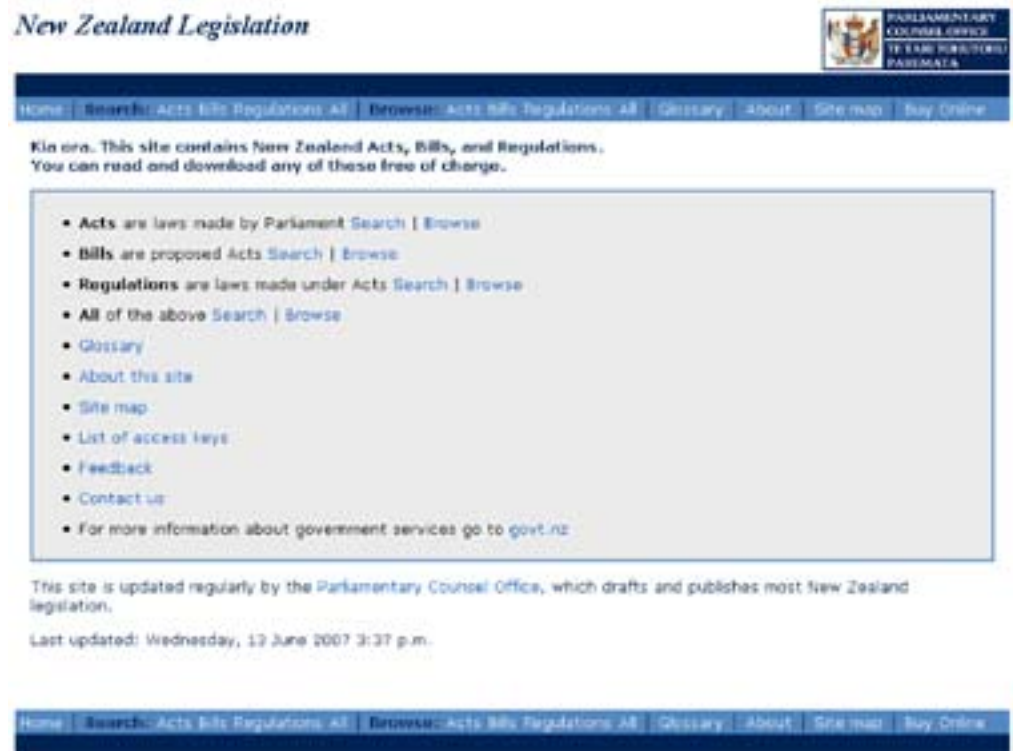 New Zealand Legislation
PARLIAMENTARY
COUNSEL OFFICE
TE TARI TOHUTOHU
PAREMATA
Home | Search: Acts Bills Regulations All | Browse: Acts Bills Regulations All | Glossary | About | Site map | Buy Online
Kia ora. This site contains New Zealand Acts, Bills, and Regulations.
You can read and download any of these free of charge.
• Acts are laws made by Parliament Search | Browse
• Bills are proposed Acts Search | Browse
• Regulations are laws made under Acts Search | Browse
• All of the above Search | Browse
• Glossary
• About this site
• Site map
• List of access keys
• Feedback
• Contact us
• For more information about government services go to govt.nz
This site is updated regularly by the Parliamentary Counsel Office, which drafts and publishes most New Zealand
legislation.
Last updated: Wednesday, 13 June 2007 3:37 p.m.
Home | Search: Acts Bills Regulations All | Browse: Acts Bills Regulations All | Glossary | About | Site map | Buy Online